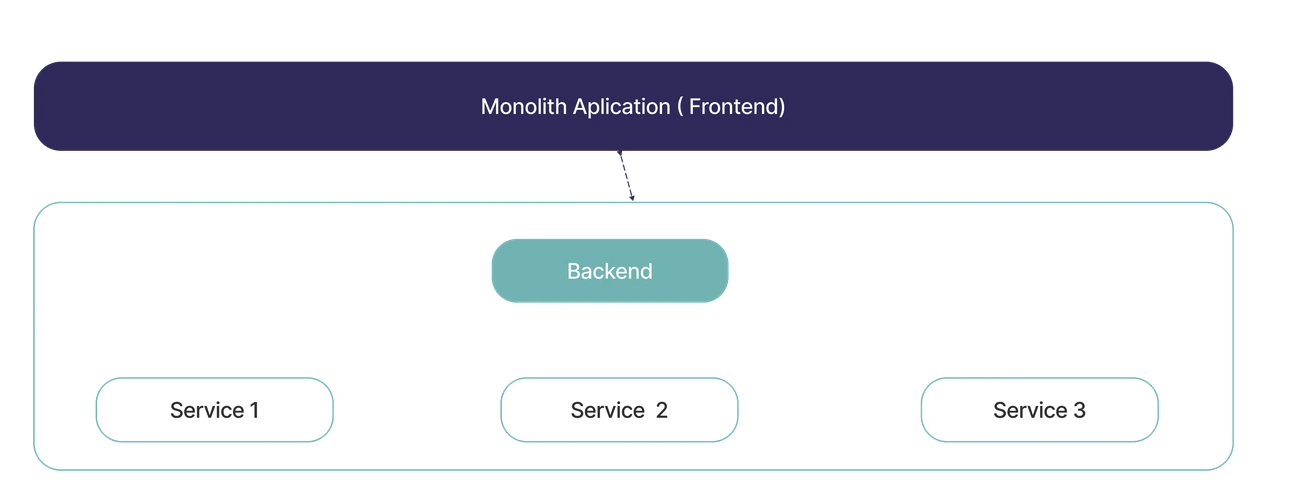 Monolith Aplication ( Frontend)
Backend
Service 1
Service  2
Service 3